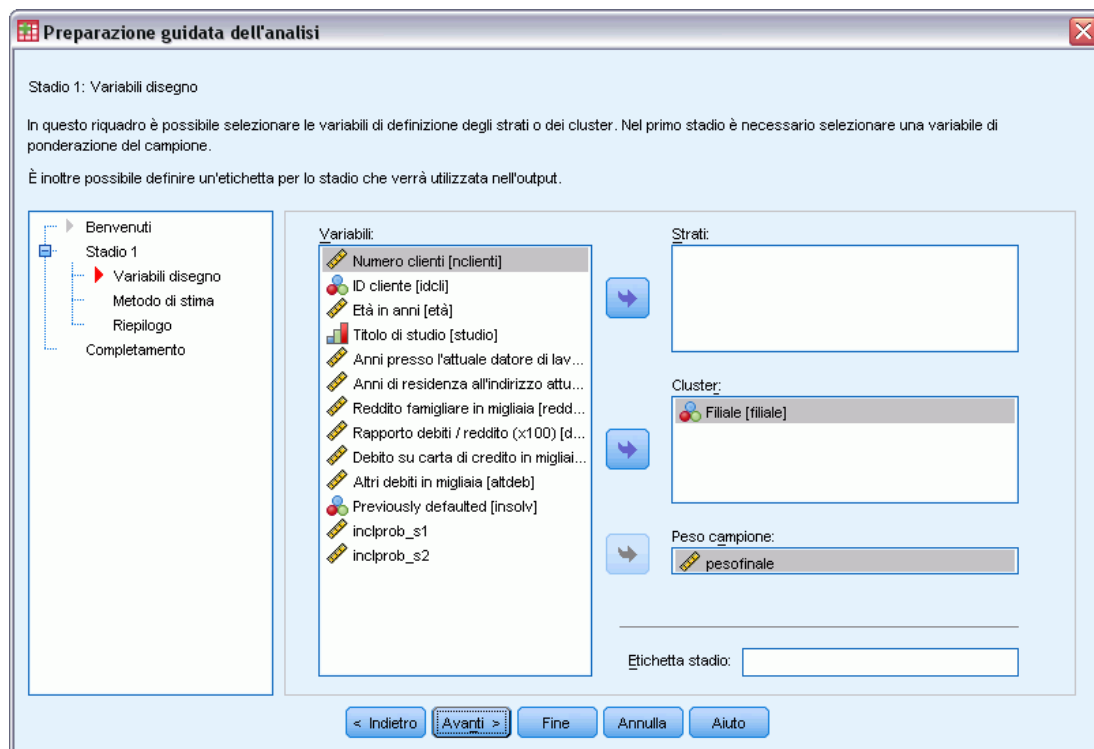 Preparazione guidata dell'analisi
Stadio 1: Variabili disegno
In questo riquadro è possibile selezionare le variabili di definizione degli strati o dei cluster. Nel primo stadio è necessario selezionare una variabile di
ponderazione del campione.
È inoltre possibile definire un'etichetta per lo stadio che verrà utilizzata nell'output.
Benvenuti
Stadio 1
Variabili disegno
Metodo di stima
Riepilogo
Completamento
Variabili:
Numero clienti [nclienti]
ID cliente [idcli]
Età in anni [età]
Titolo di studio [studio]
Anni presso l'attuale datore di lav...
Anni di residenza all'indirizzo attu...
Reddito famigliare in migliaia [redd...
Rapporto debiti / reddito (x100) [d...
Debito su carta di credito in migliai...
Altri debiti in migliaia [altdeb]
Previously defaulted [insolv]
inclprob_s1
inclprob_s2
Strati:
Cluster:
Filiale [filiale]
Peso campione:
pesofinale
Etichetta stadio:
< Indietro
Avanti >
Fine
Annulla
Aiuto